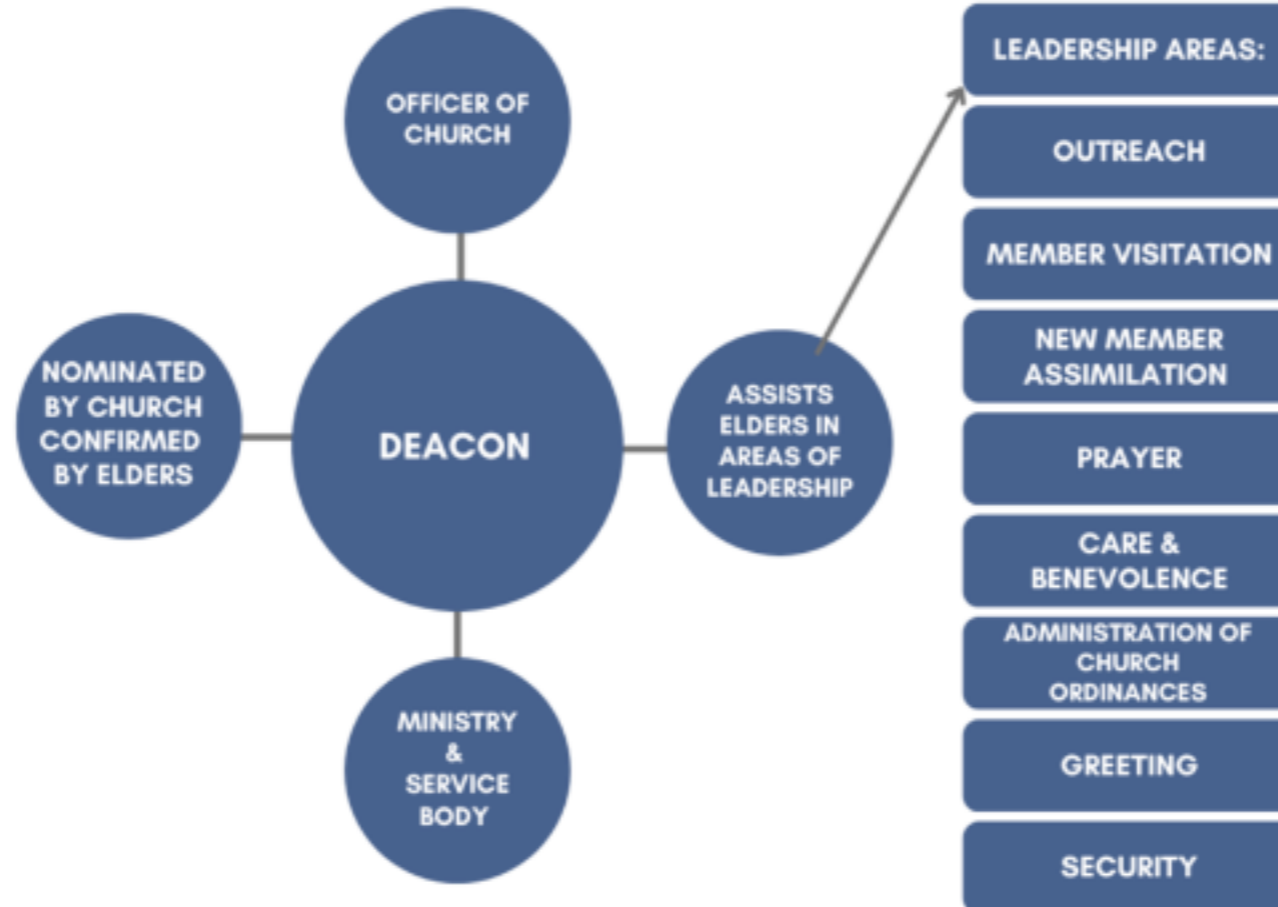 OFFICER OF
CHURCH
NOMINATED
BY CHURCH
CONFIRMED
BY ELDERS
DEACON
ASSISTS
ELDERS IN
AREAS OF
LEADERSHIP
MINISTRY
&
SERVICE
BODY
LEADERSHIP AREAS:
OUTREACH
MEMBER VISITATION
NEW MEMBER
ASSIMILATION
PRAYER
CARE &
BENEVOLENCE
ADMINISTRATION OF
CHURCH
ORDINANCES
GREETING
SECURITY